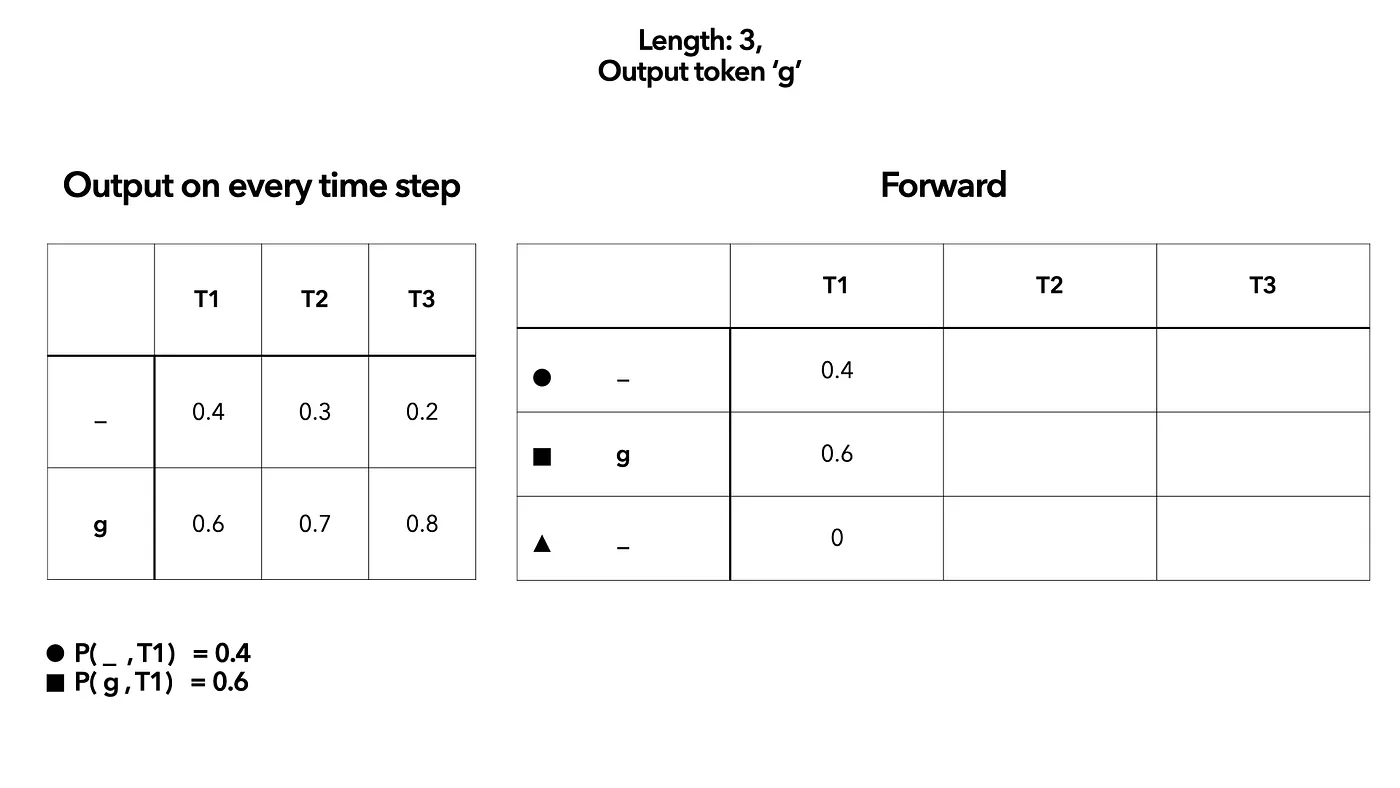 Length: 3,
Output token ‘g’
Output on every time step
T1 T2 T3
_ 0.4 0.3 0.2
g 0.6 0.7 0.8
Forward
T1 T2 T3
● _ 0.4
■ g 0.6
▲ _ 0
● P( _ ,T1) = 0.4
■ P( g ,T1) = 0.6